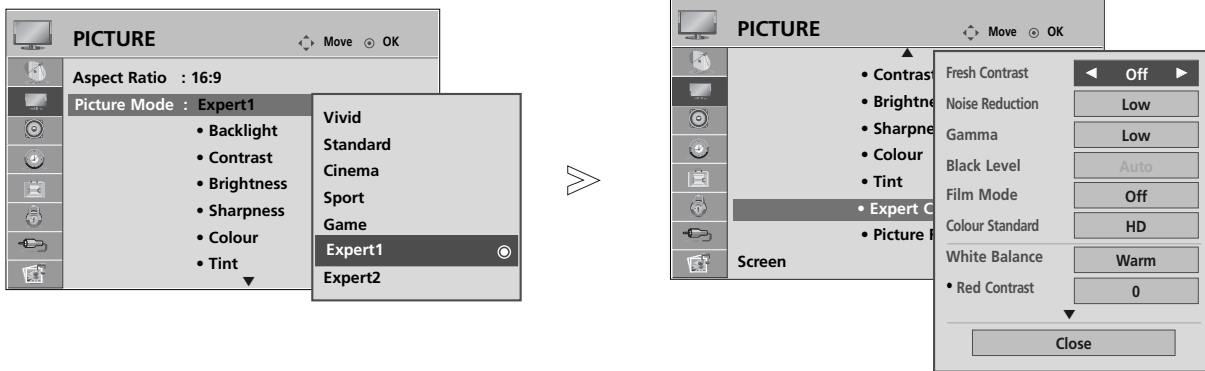 PICTURE
Move OK
Aspect Ratio : 16:9
Picture Mode : Expert1
• Backlight
• Contrast
• Brightness
• Sharpness
• Colour
• Tint
Vivid
Standard
Cinema
Sport
Game
Expert1
Expert2
PICTURE
Move OK
• Contrast
• Brightne
• Sharpne
• Colour
• Tint
• Expert C
• Picture
Screen
Fresh Contrast Off
Noise Reduction Low
Gamma Low
Black Level Auto
Film Mode Off
Colour Standard HD
White Balance Warm
• Red Contrast 0
Close